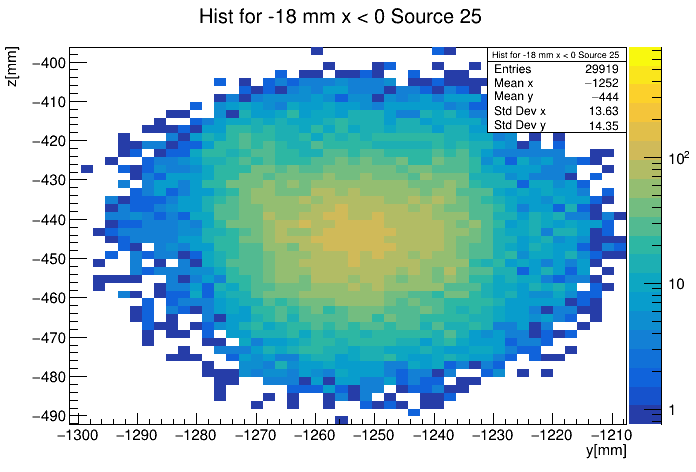 Hist for -18 mm x < 0 Source 25
z[mm]
Hist for -18 mm x < 0 Source 25
Entries 29919
Mean x −1252
Mean y −444
Std Dev x 13.63
Std Dev y 14.35
−400
−410
−420
−430
−440
−450
−460
−470
−480
−490
−1300 −1290 −1280 −1270 −1260 −1250 −1240 −1230 −1220 −1210
y[mm]
10²
10
1